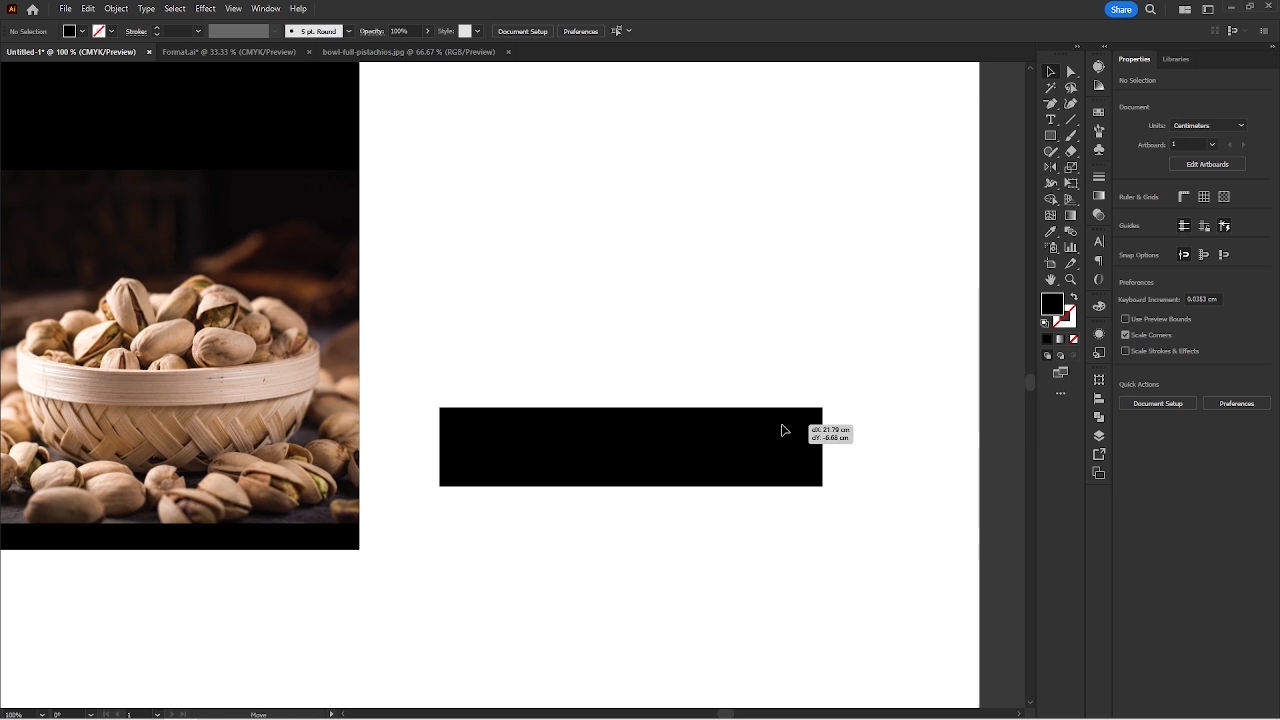 Ai File Edit Object Type Select Effect View Window Help Share
No Selection Stroke: 5 pt. Round Opacity: 100% Style: Document Setup Preferences
Untitled-1* @ 100 % (CMYK/Preview) × Format.ai* @ 33.33 % (CMYK/Preview) × bowl-full-pistachios.jpg @ 66.67 % (RGB/Preview) ×
Properties Libraries
No Selection
Document
Units: Centimeters
Artboard: 1
Edit Artboards
Ruler & Grids
Guides
Snap Options
Preferences
Keyboard Increment: 0.0353 cm
Use Preview Bounds
Scale Corners
Scale Strokes & Effects
Quick Actions
Document Setup Preferences
dX: 21.79 cm
dY: -6.68 cm
100% 0° 1 Move